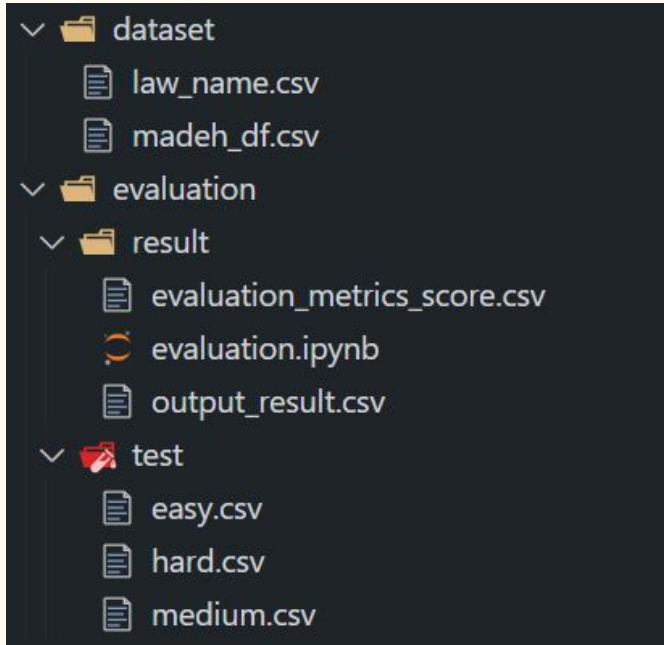 dataset
law_name.csv
madeh_df.csv
evaluation
result
evaluation_metrics_score.csv
evaluation.ipynb
output_result.csv
test
easy.csv
hard.csv
medium.csv